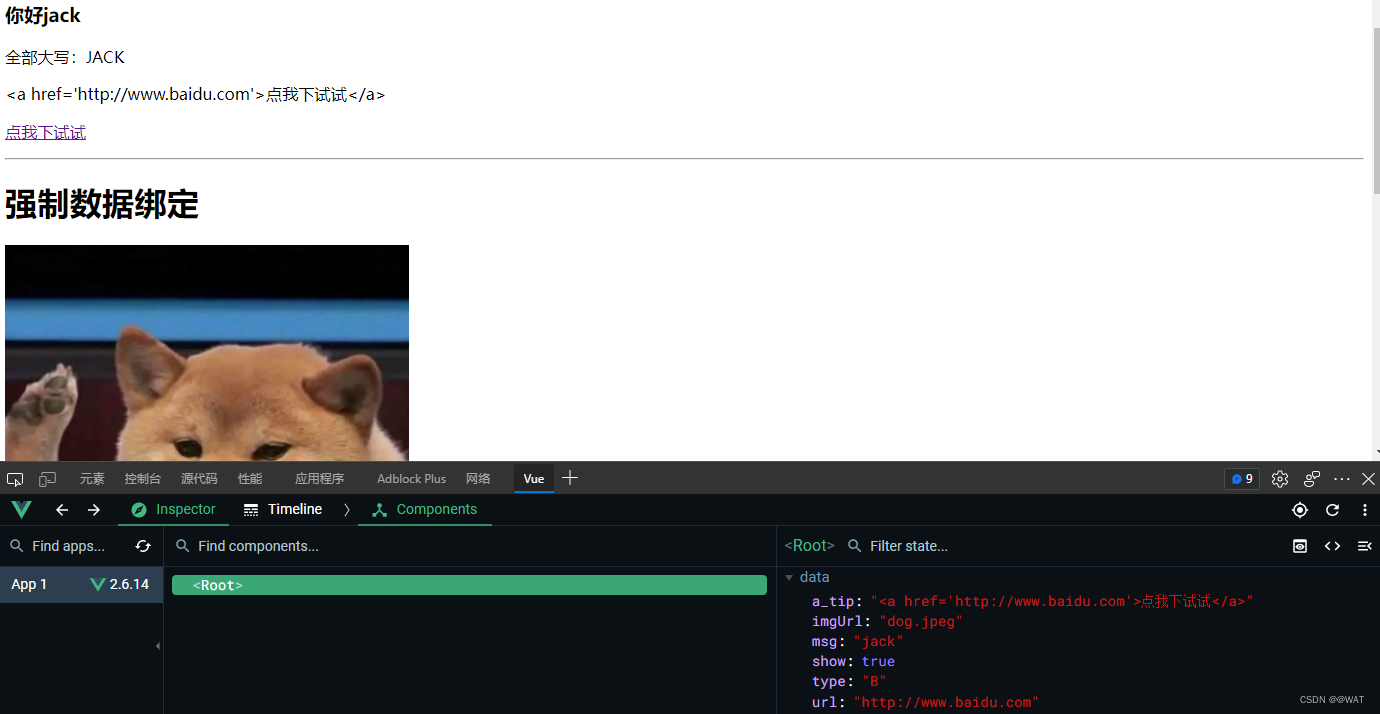 你好jack
全部大写：JACK
<a href='http://www.baidu.com'>点我下试试</a>
点我下试试
强制数据绑定
元素 控制台 源代码 性能 应用程序 Adblock Plus 网络 Vue 9
Inspector Timeline Components
Find apps... Find components... <Root> Filter state...
App 1 2.6.14 <Root> data
a_tip: "<a href='http://www.baidu.com'>点我下试试</a>"
imgUrl: "dog.jpeg"
msg: "jack"
show: true
type: "B"
url: "http://www.baidu.com"
CSDN @@WAT